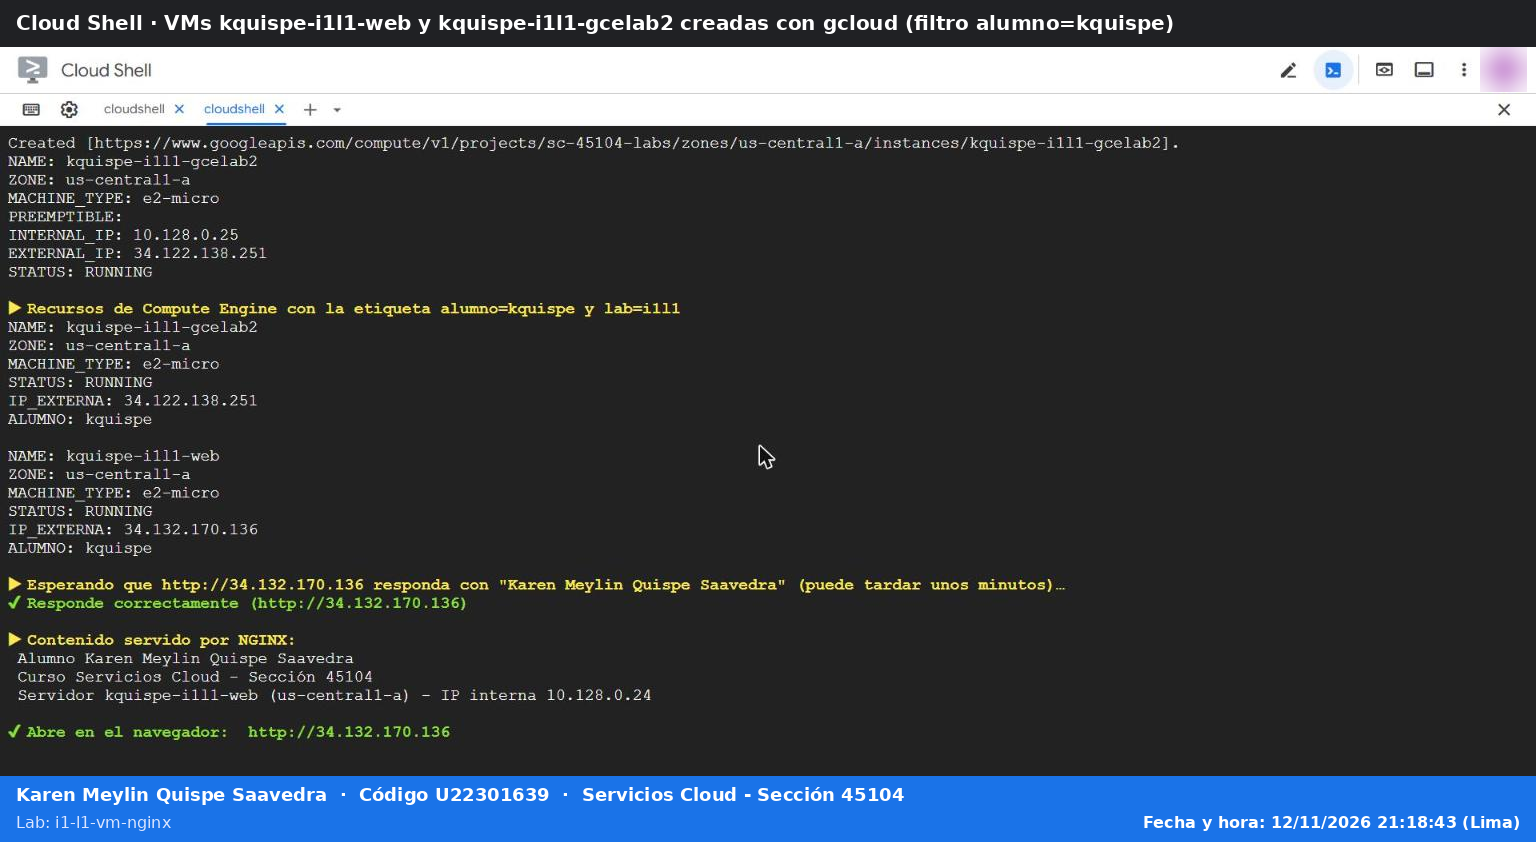 Cloud Shell · VMs kquispe-i1l1-web y kquispe-i1l1-gcelab2 creadas con gcloud (filtro alumno=kquispe)
Cloud Shell
cloudshell
cloudshell
Created [https://www.googleapis.com/compute/v1/projects/sc-45104-labs/zones/us-central1-a/instances/kquispe-i1l1-gcelab2].
NAME: kquispe-i1l1-gcelab2
ZONE: us-central1-a
MACHINE_TYPE: e2-micro
PREEMPTIBLE:
INTERNAL_IP: 10.128.0.25
EXTERNAL_IP: 34.122.138.251
STATUS: RUNNING
▶ Recursos de Compute Engine con la etiqueta alumno=kquispe y lab=i1l1
NAME: kquispe-i1l1-gcelab2
ZONE: us-central1-a
MACHINE_TYPE: e2-micro
STATUS: RUNNING
IP_EXTERNA: 34.122.138.251
ALUMNO: kquispe
NAME: kquispe-i1l1-web
ZONE: us-central1-a
MACHINE_TYPE: e2-micro
STATUS: RUNNING
IP_EXTERNA: 34.132.170.136
ALUMNO: kquispe
▶ Esperando que http://34.132.170.136 responda con "Karen Meylin Quispe Saavedra" (puede tardar unos minutos)…
✔ Responde correctamente (http://34.132.170.136)
▶ Contenido servido por NGINX:
Alumno Karen Meylin Quispe Saavedra
Curso Servicios Cloud - Sección 45104
Servidor kquispe-i1l1-web (us-central1-a) - IP interna 10.128.0.24
✔ Abre en el navegador: http://34.132.170.136
Karen Meylin Quispe Saavedra · Código U22301639 · Servicios Cloud - Sección 45104
Lab: i1-l1-vm-nginx
Fecha y hora: 12/11/2026 21:18:43 (Lima)